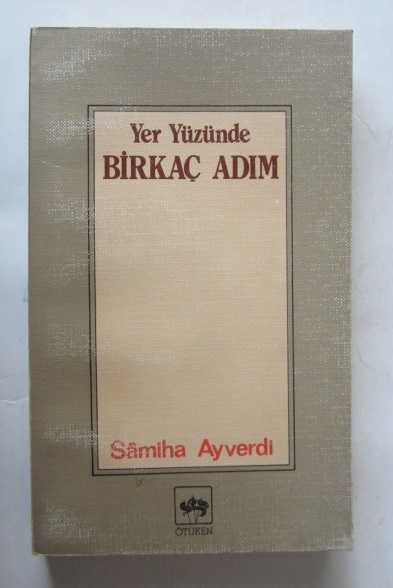 Yer Yüzünde
BİRKAÇ ADIM
Sâmiha Ayverdi
ÖTÜKEN